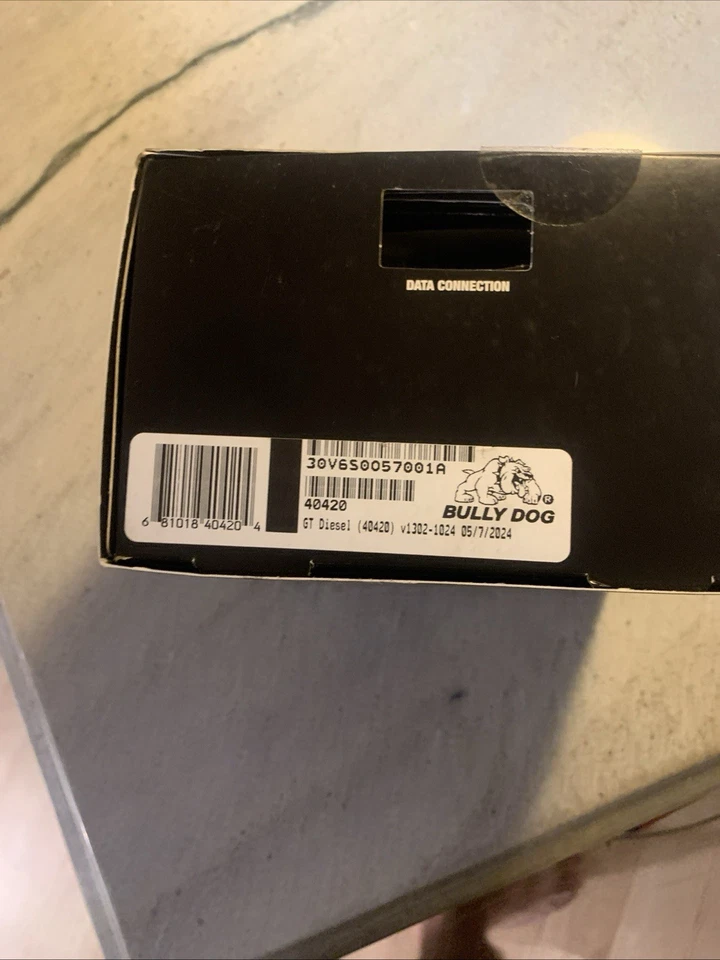 DATA CONNECTION
30V6S0057001A
40420
GT Diesel (40420) v1302-1024 05/7/2024
BULLY DOG
®
6 81018 40420 4